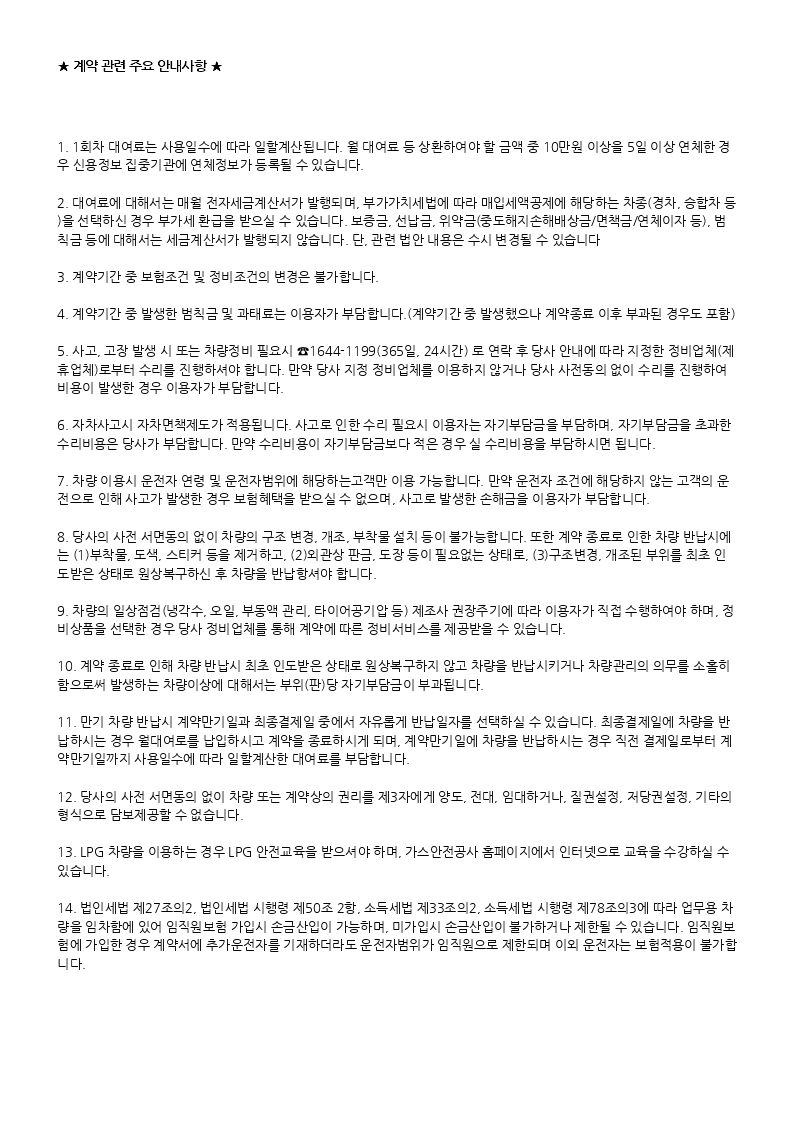 ★ 계약 관련 주요 안내사항 ★
1. 1회차 대여료는 사용일수에 따라 일할계산됩니다. 월 대여료 등 상환하여야 할 금액 중 10만원 이상을 5일 이상 연체한 경
우 신용정보 집중기관에 연체정보가 등록될 수 있습니다.
2. 대여료에 대해서는 매월 전자세금계산서가 발행되며, 부가가치세법에 따라 매입세액공제에 해당하는 차종(경차, 승합차 등
)을 선택하신 경우 부가세 환급을 받으실 수 있습니다. 보증금, 선납금, 위약금(중도해지손해배상금/면책금/연체이자 등), 범
칙금 등에 대해서는 세금계산서가 발행되지 않습니다. 단, 관련 법안 내용은 수시 변경될 수 있습니다
3. 계약기간 중 보험조건 및 정비조건의 변경은 불가합니다.
4. 계약기간 중 발생한 범칙금 및 과태료는 이용자가 부담합니다.(계약기간 중 발생했으나 계약종료 이후 부과된 경우도 포함)
5. 사고, 고장 발생 시 또는 차량정비 필요시 ☎1644-1199(365일, 24시간) 로 연락 후 당사 안내에 따라 지정한 정비업체(제
휴업체)로부터 수리를 진행하셔야 합니다. 만약 당사 지정 정비업체를 이용하지 않거나 당사 사전동의 없이 수리를 진행하여
비용이 발생한 경우 이용자가 부담합니다.
6. 자차사고시 자차면책제도가 적용됩니다. 사고로 인한 수리 필요시 이용자는 자기부담금을 부담하며, 자기부담금을 초과한
수리비용은 당사가 부담합니다. 만약 수리비용이 자기부담금보다 적은 경우 실 수리비용을 부담하시면 됩니다.
7. 차량 이용시 운전자 연령 및 운전자범위에 해당하는고객만 이용 가능합니다. 만약 운전자 조건에 해당하지 않는 고객의 운
전으로 인해 사고가 발생한 경우 보험혜택을 받으실 수 없으며, 사고로 발생한 손해금을 이용자가 부담합니다.
8. 당사의 사전 서면동의 없이 차량의 구조 변경, 개조, 부착물 설치 등이 불가능합니다. 또한 계약 종료로 인한 차량 반납시에
는 (1)부착물, 도색, 스티커 등을 제거하고, (2)외관상 판금, 도장 등이 필요없는 상태로, (3)구조변경, 개조된 부위를 최초 인
도받은 상태로 원상복구하신 후 차량을 반납항셔야 합니다.
9. 차량의 일상점검(냉각수, 오일, 부동액 관리, 타이어공기압 등) 제조사 권장주기에 따라 이용자가 직접 수행하여야 하며, 정
비상품을 선택한 경우 당사 정비업체를 통해 계약에 따른 정비서비스를 제공받을 수 있습니다.
10. 계약 종료로 인해 차량 반납시 최초 인도받은 상태로 원상복구하지 않고 차량을 반납시키거나 차량관리의 의무를 소홀히
함으로써 발생하는 차량이상에 대해서는 부위(판)당 자기부담금이 부과됩니다.
11. 만기 차량 반납시 계약만기일과 최종결제일 중에서 자유롭게 반납일자를 선택하실 수 있습니다. 최종결제일에 차량을 반
납하시는 경우 월대여로를 납입하시고 계약을 종료하시게 되며, 계약만기일에 차량을 반납하시는 경우 직전 결제일로부터 계
약만기일까지 사용일수에 따라 일할계산한 대여료를 부담합니다.
12. 당사의 사전 서면동의 없이 차량 또는 계약상의 권리를 제3자에게 양도, 전대, 임대하거나, 질권설정, 저당권설정, 기타의
형식으로 담보제공할 수 없습니다.
13. LPG 차량을 이용하는 경우 LPG 안전교육을 받으셔야 하며, 가스안전공사 홈페이지에서 인터넷으로 교육을 수강하실 수
있습니다.
14. 법인세법 제27조의2, 법인세법 시행령 제50조 2항, 소득세법 제33조의2, 소득세법 시행령 제78조의3에 따라 업무용 차
량을 임차함에 있어 임직원보험 가입시 손금산입이 가능하며, 미가입시 손금산입이 불가하거나 제한될 수 있습니다. 임직원보
험에 가입한 경우 계약서에 추가운전자를 기재하더라도 운전자범위가 임직원으로 제한되며 이외 운전자는 보험적용이 불가합
니다.